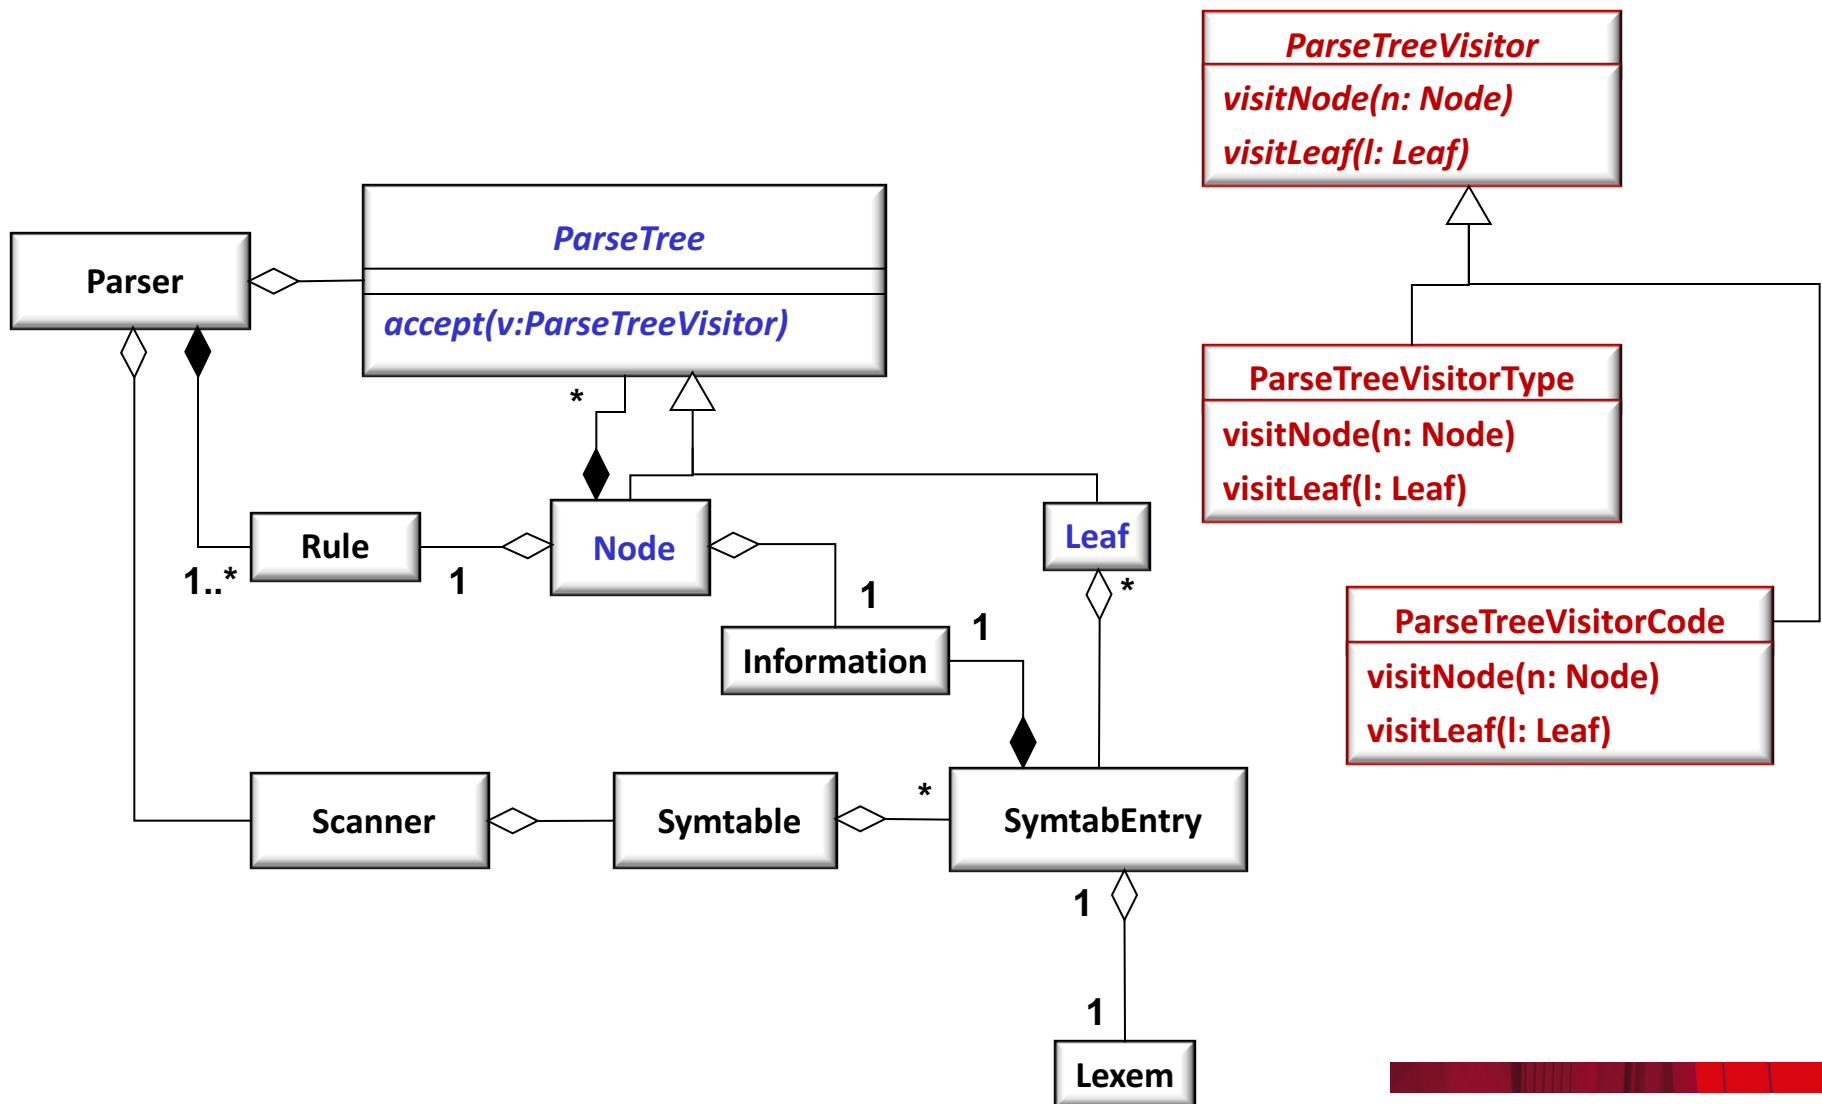 ParseTreeVisitor
visitNode(n: Node)
visitLeaf(l: Leaf)
ParseTree
accept(v:ParseTreeVisitor)
Parser
*
ParseTreeVisitorType
visitNode(n: Node)
visitLeaf(l: Leaf)
Rule
1..*
1
Node
Leaf
*
1
1
Information
ParseTreeVisitorCode
visitNode(n: Node)
visitLeaf(l: Leaf)
Scanner
Symtable
*
SymtabEntry
1
1
Lexem